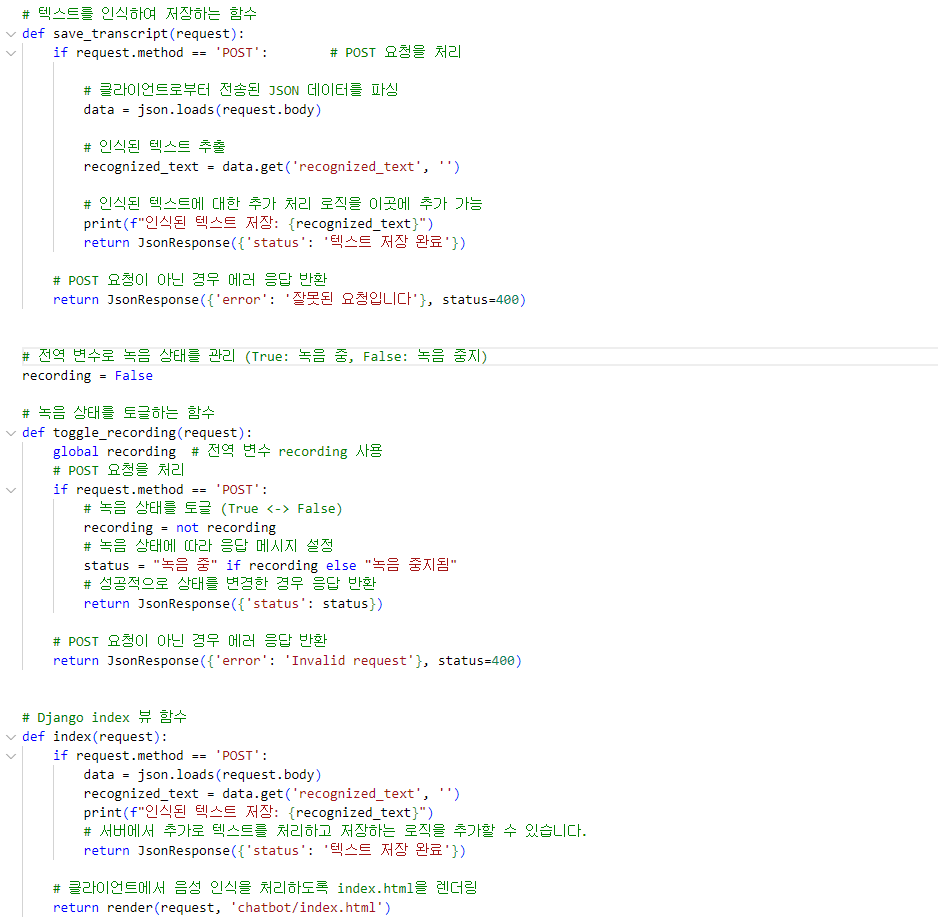 # 텍스트를 인식하여 저장하는 함수
def save_transcript(request):
    if request.method == 'POST':        # POST 요청을 처리
        # 클라이언트로부터 전송된 JSON 데이터를 파싱
        data = json.loads(request.body)
        # 인식된 텍스트 추출
        recognized_text = data.get('recognized_text', '')
        # 인식된 텍스트에 대한 추가 처리 로직을 이곳에 추가 가능
        print(f"인식된 텍스트 저장: {recognized_text}")
        return JsonResponse({'status': '텍스트 저장 완료'})
    # POST 요청이 아닌 경우 에러 응답 반환
    return JsonResponse({'error': '잘못된 요청입니다'}, status=400)
# 전역 변수로 녹음 상태를 관리 (True: 녹음 중, False: 녹음 중지)
recording = False
# 녹음 상태를 토글하는 함수
def toggle_recording(request):
    global recording  # 전역 변수 recording 사용
    # POST 요청을 처리
    if request.method == 'POST':
        # 녹음 상태를 토글 (True <-> False)
        recording = not recording
        # 녹음 상태에 따라 응답 메시지 설정
        status = "녹음 중" if recording else "녹음 중지됨"
        # 성공적으로 상태를 변경한 경우 응답 반환
        return JsonResponse({'status': status})
    # POST 요청이 아닌 경우 에러 응답 반환
    return JsonResponse({'error': 'Invalid request'}, status=400)
# Django index 뷰 함수
def index(request):
    if request.method == 'POST':
        data = json.loads(request.body)
        recognized_text = data.get('recognized_text', '')
        print(f"인식된 텍스트 저장: {recognized_text}")
        # 서버에서 추가로 텍스트를 처리하고 저장하는 로직을 추가할 수 있습니다.
        return JsonResponse({'status': '텍스트 저장 완료'})
    # 클라이언트에서 음성 인식을 처리하도록 index.html을 렌더링
    return render(request, 'chatbot/index.html')